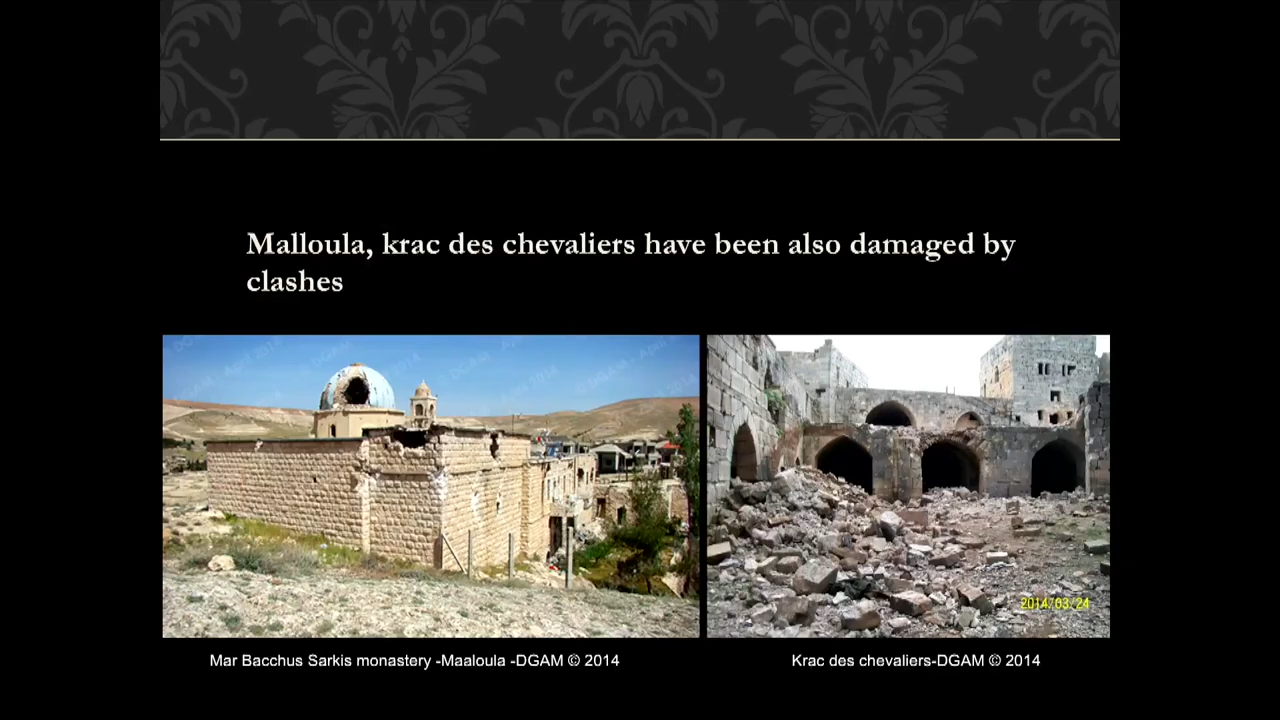 Malloula, krac des chevaliers have been also damaged by
clashes
2014/03/24
Mar Bacchus Sarkis monastery -Maaloula -DGAM © 2014
Krac des chevaliers-DGAM © 2014